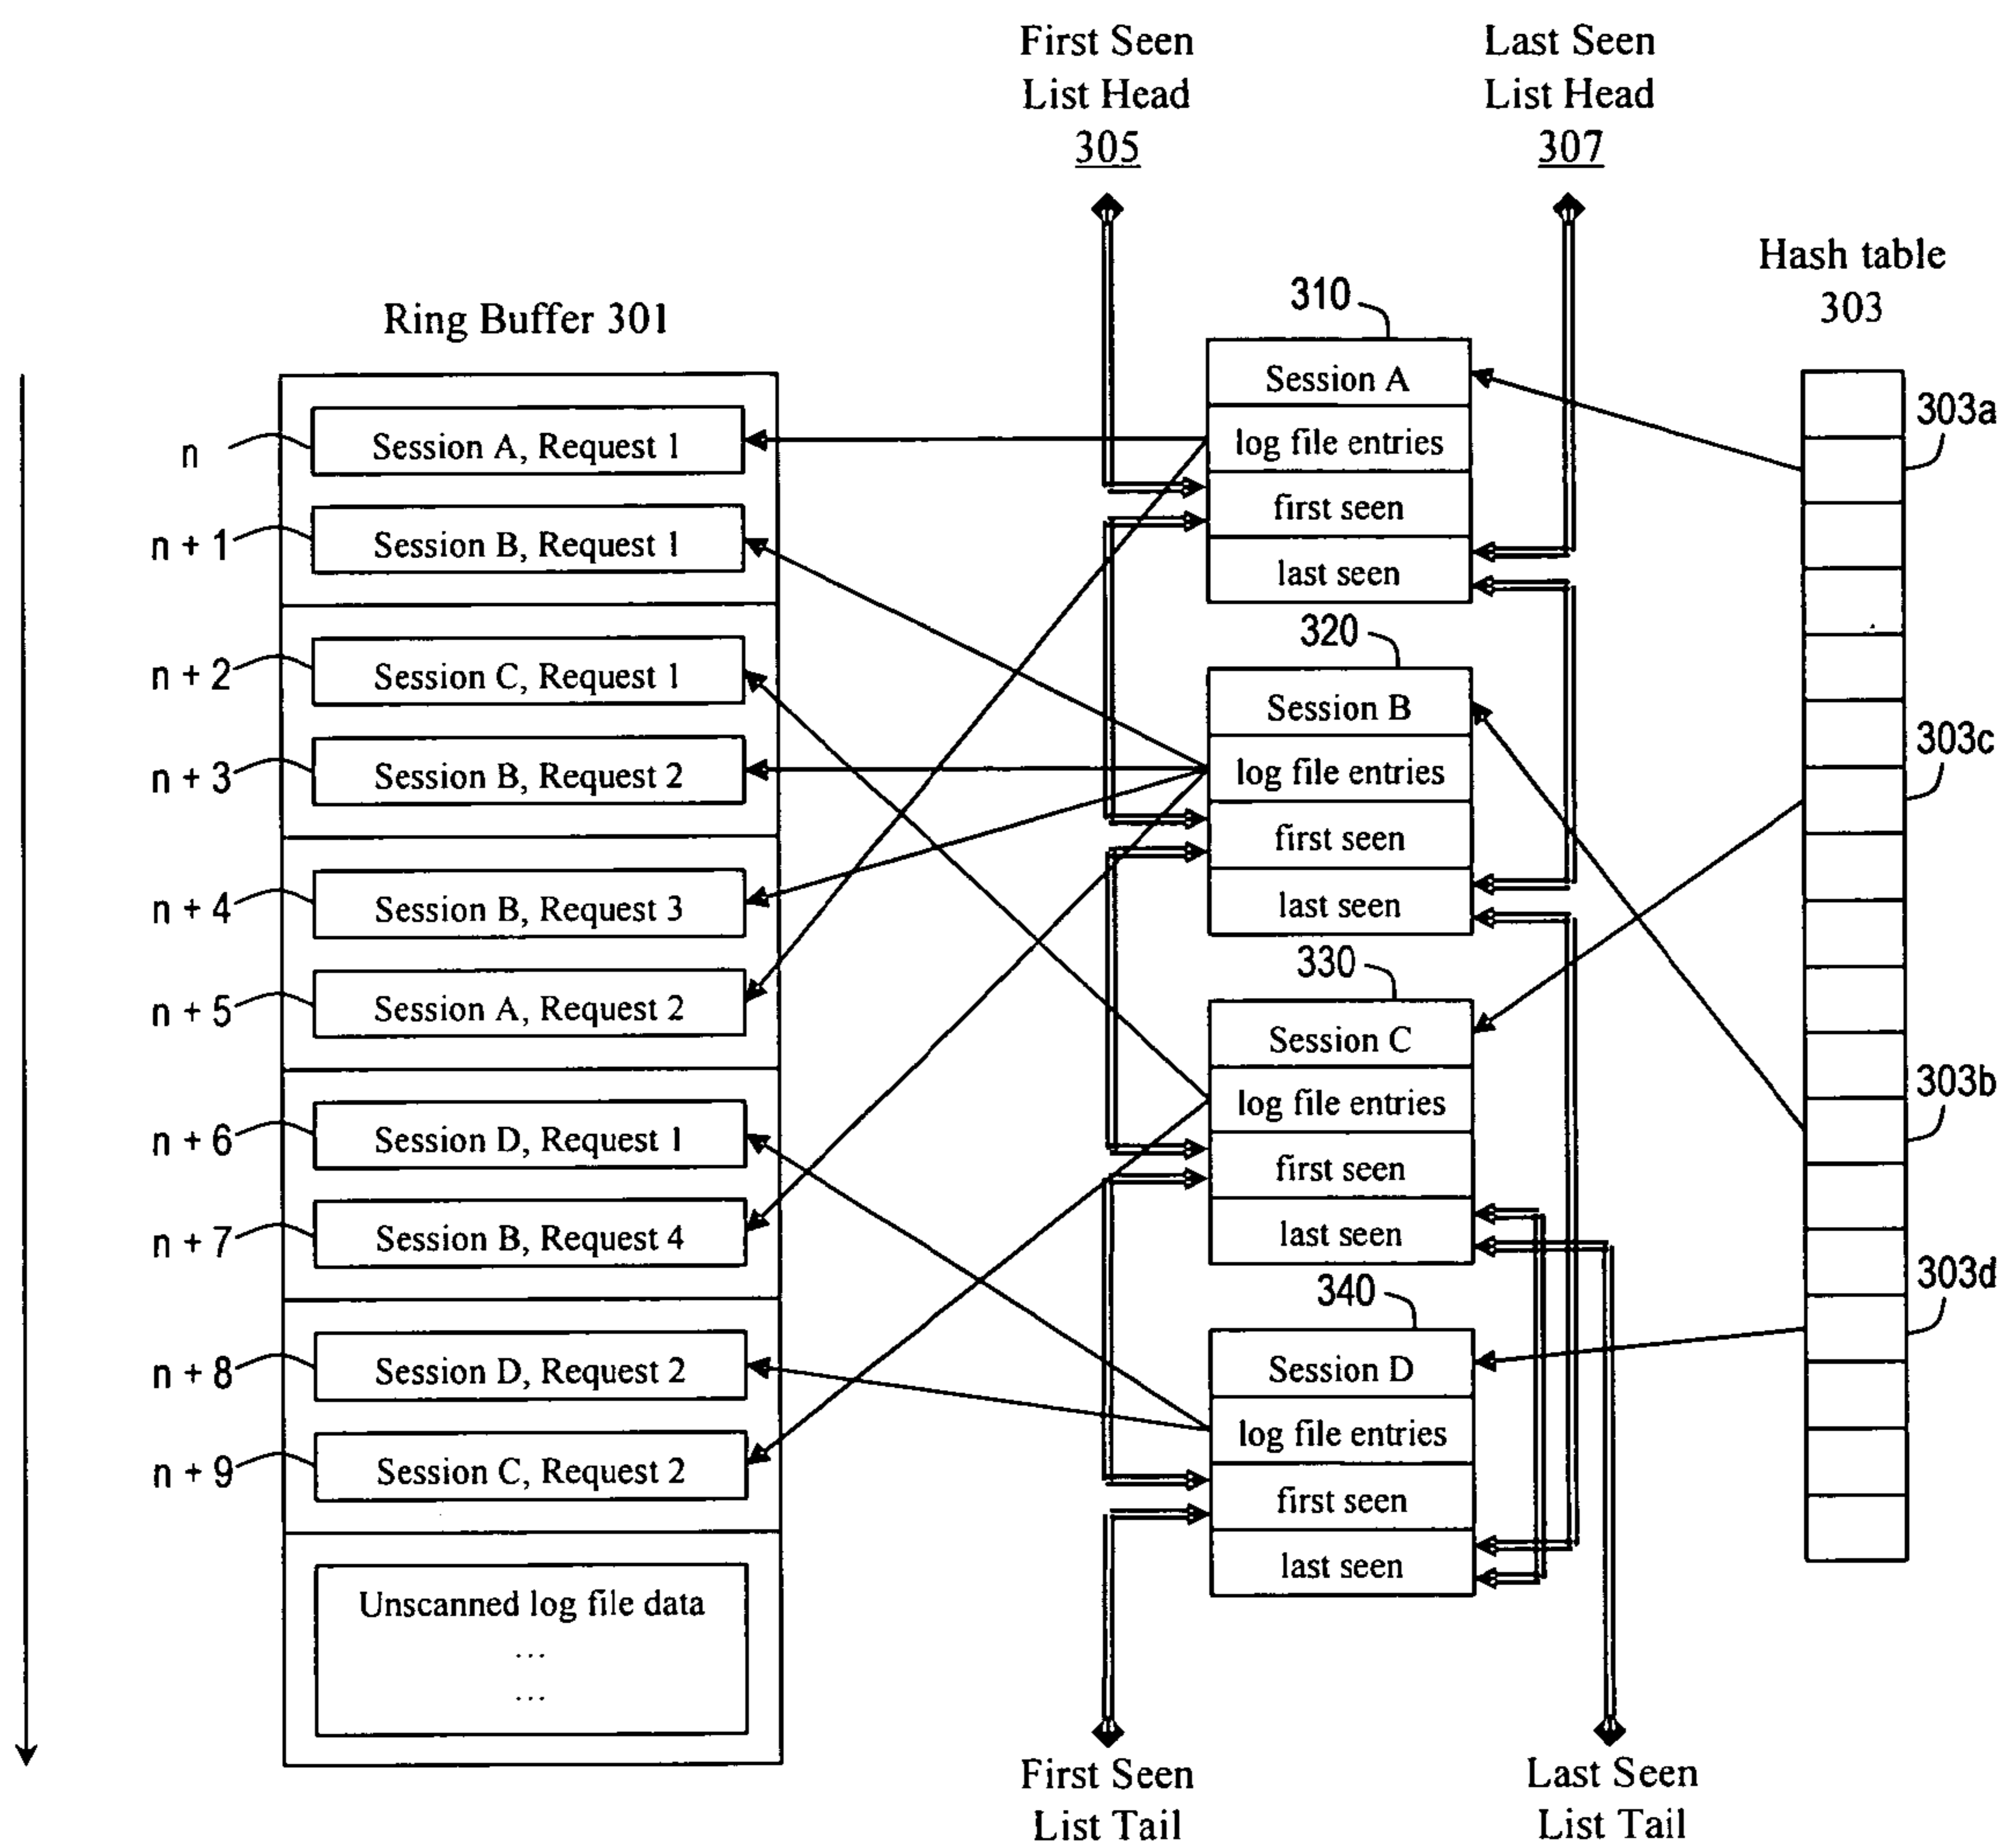 First Seen
List Head
305
Last Seen
List Head
307
Hash table
303
Ring Buffer 301
n
Session A, Request 1
n + 1
Session B, Request 1
n + 2
Session C, Request 1
n + 3
Session B, Request 2
n + 4
Session B, Request 3
n + 5
Session A, Request 2
n + 6
Session D, Request 1
n + 7
Session B, Request 4
n + 8
Session D, Request 2
n + 9
Session C, Request 2
Unscanned log file data
...
...
310
Session A
log file entries
first seen
last seen
320
Session B
log file entries
first seen
last seen
330
Session C
log file entries
first seen
last seen
340
Session D
log file entries
first seen
last seen
303a
303c
303b
303d
First Seen
List Tail
Last Seen
List Tail